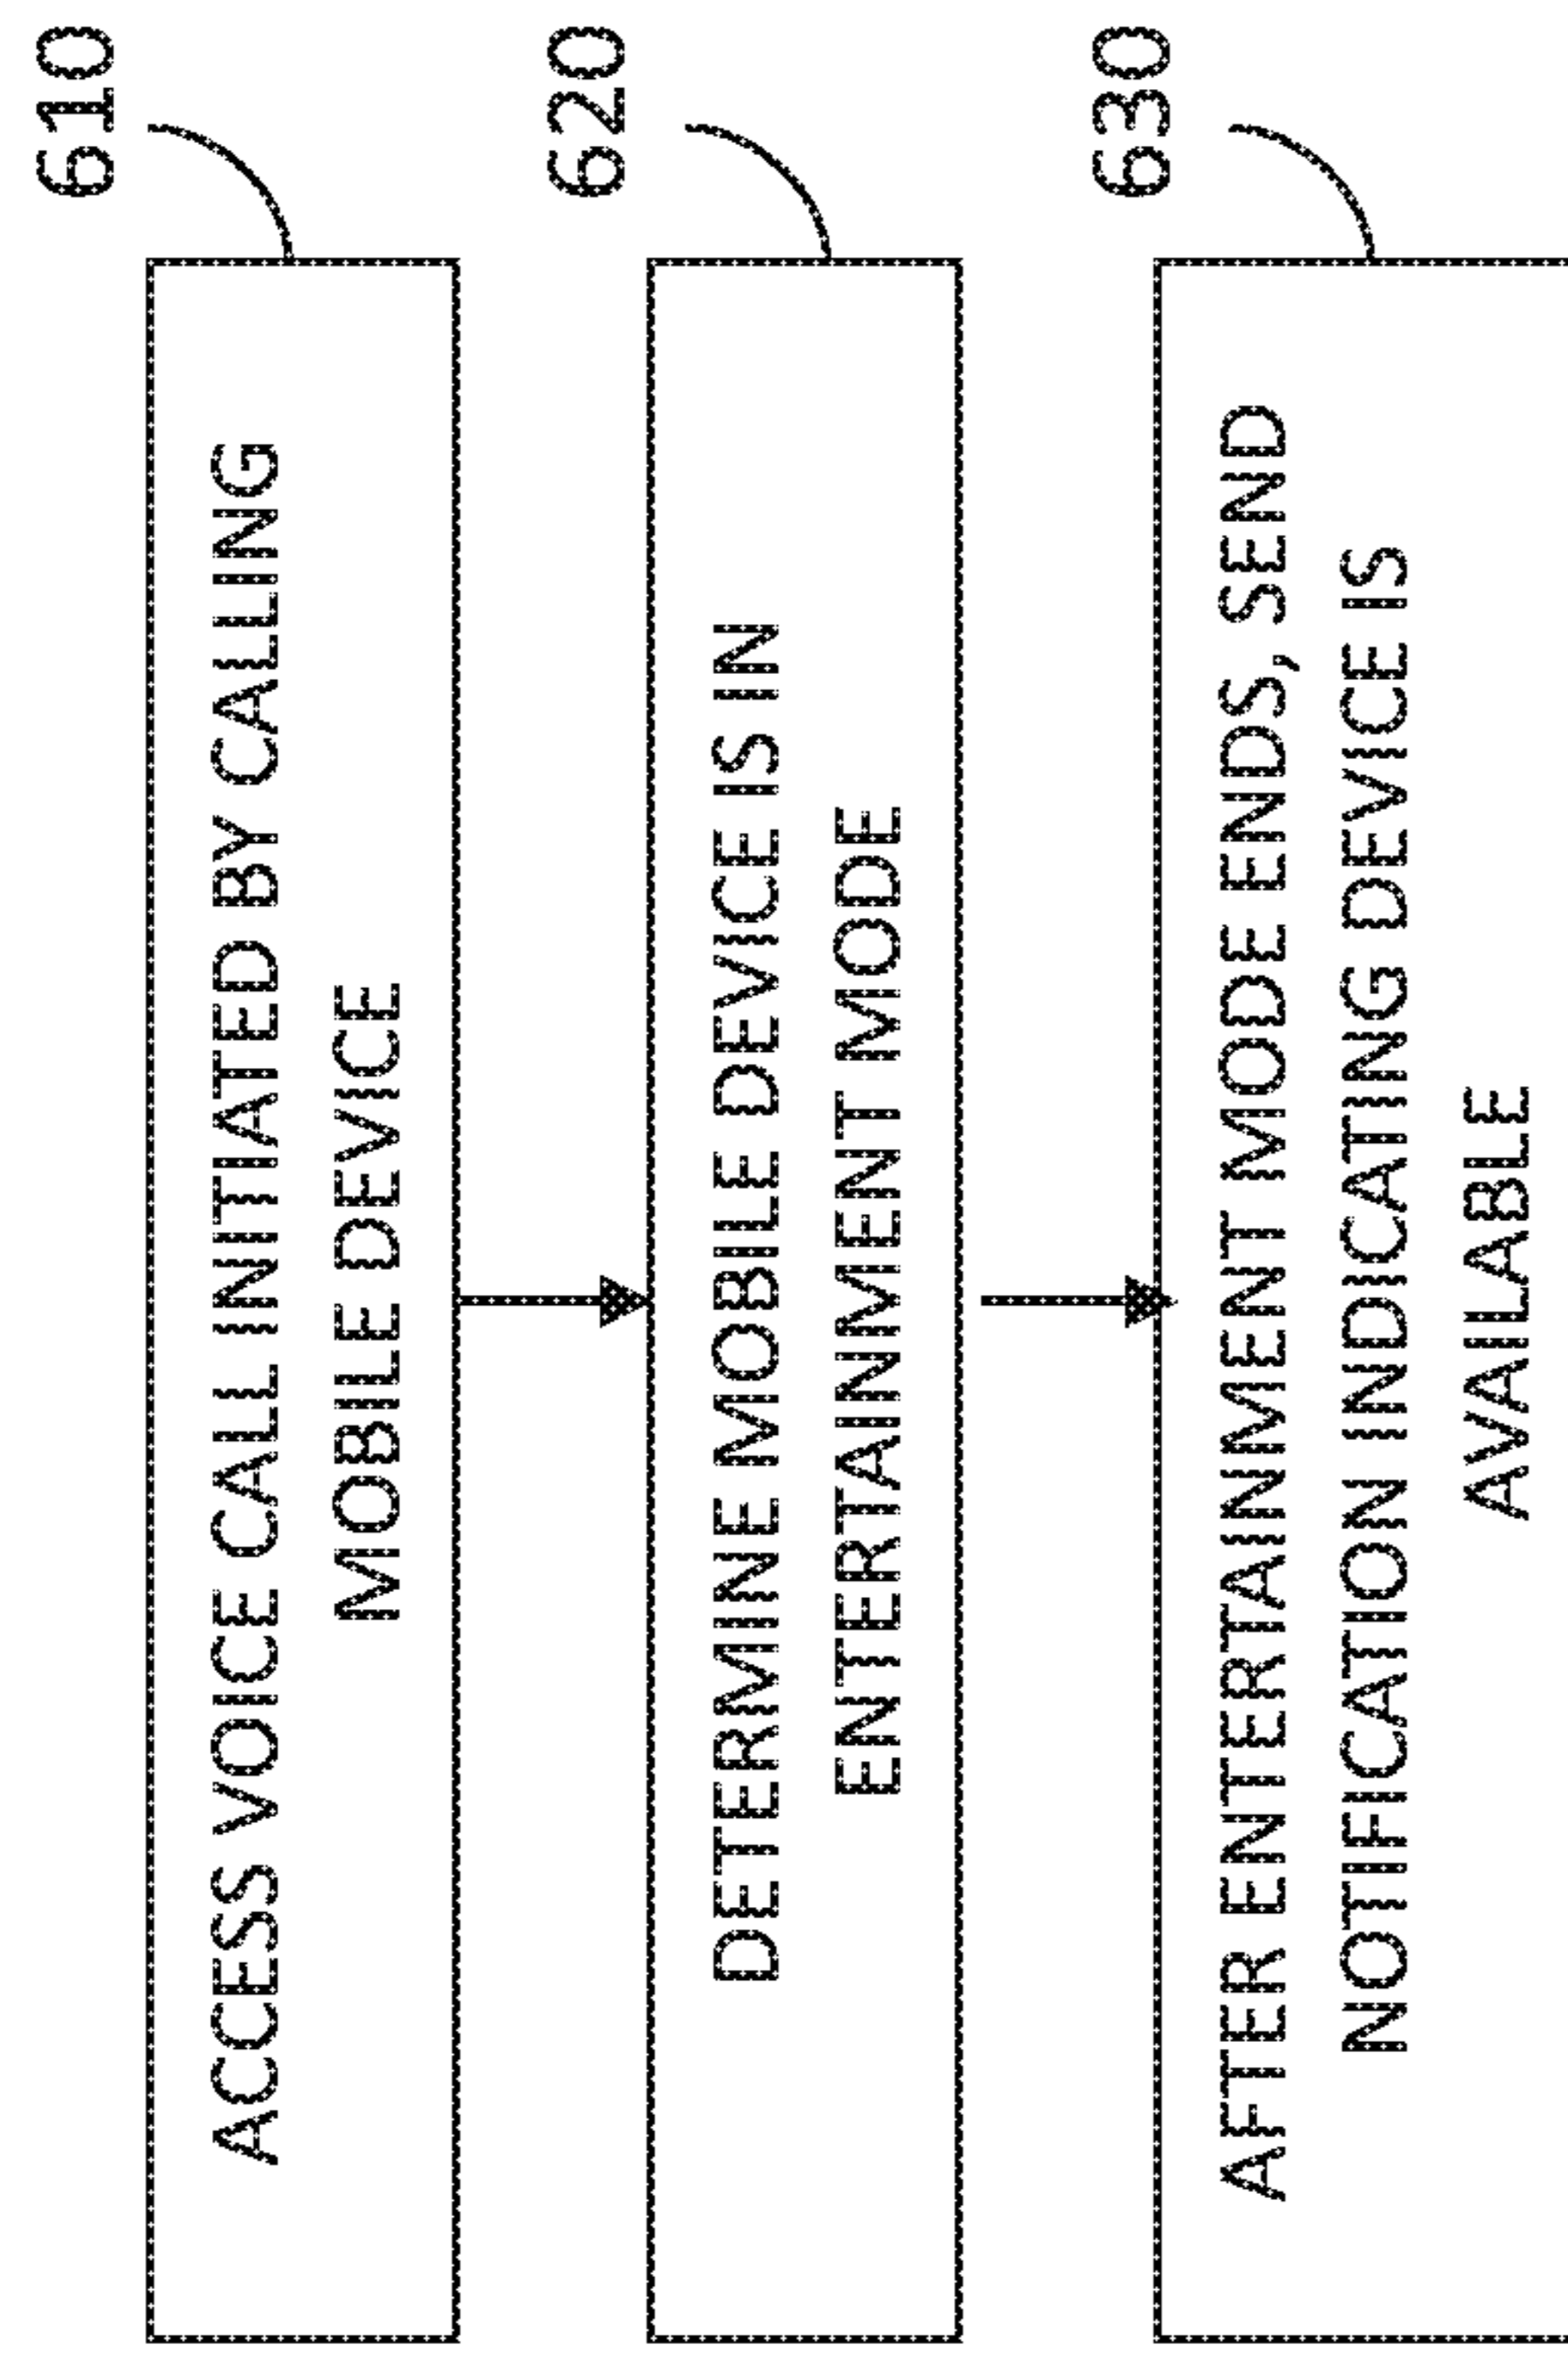 610
ACCESS VOICE CALL INITIATED BY CALLING
MOBILE DEVICE
620
DETERMINE MOBILE DEVICE IS IN
ENTERTAINMENT MODE
630
AFTER ENTERTAINMENT MODE ENDS, SEND
NOTIFICATION INDICATING DEVICE IS
AVAILABLE